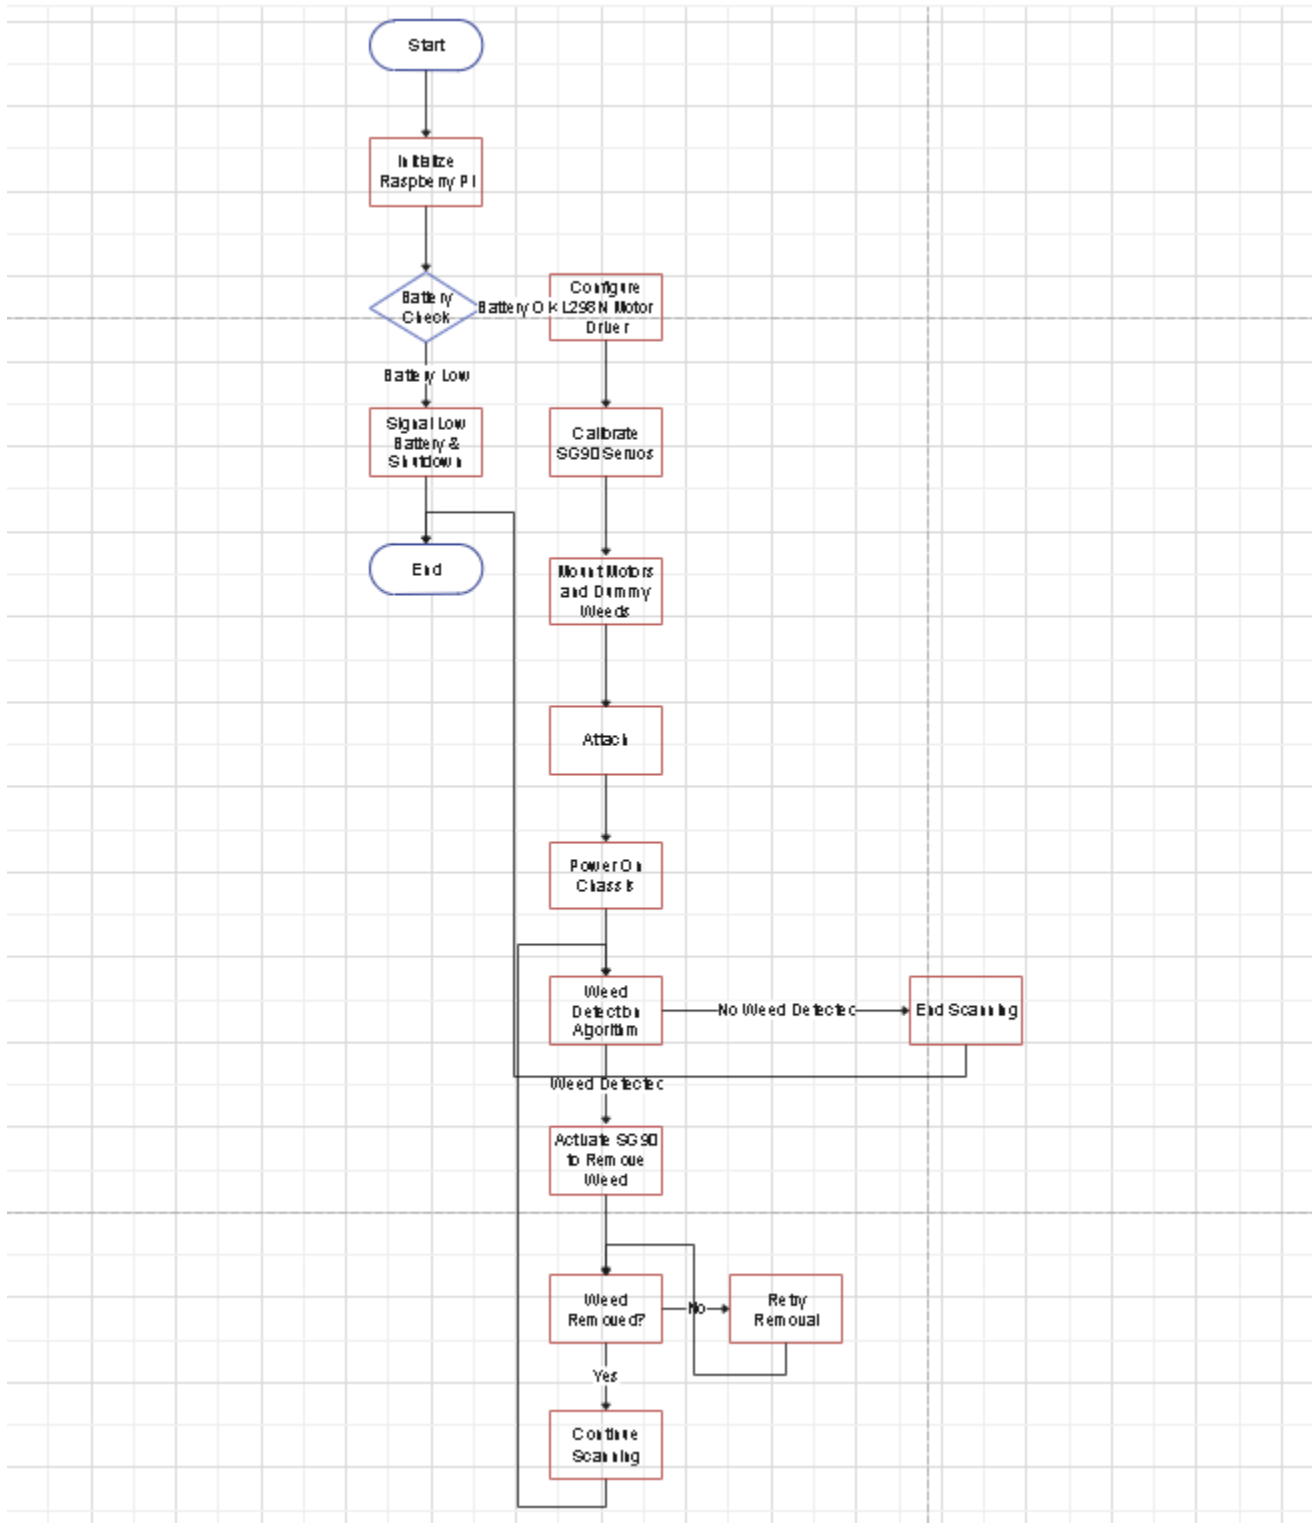 Start
Initialize
Raspberry Pi
Battery
Check
Battery OK
Configure
L298N Motor
Driver
Battery Low
Signal Low
Battery &
Shutdown
Calibrate
SG90 Servos
End
Mount Motors
and Dummy
Weeds
Attach
Power On
Chassis
Weed
Detection
Algorithm
No Weed Detected
End Scanning
Weed Detected
Actuate SG90
to Remove
Weed
Weed
Removed?
No
Retry
Removal
Yes
Continue
Scanning